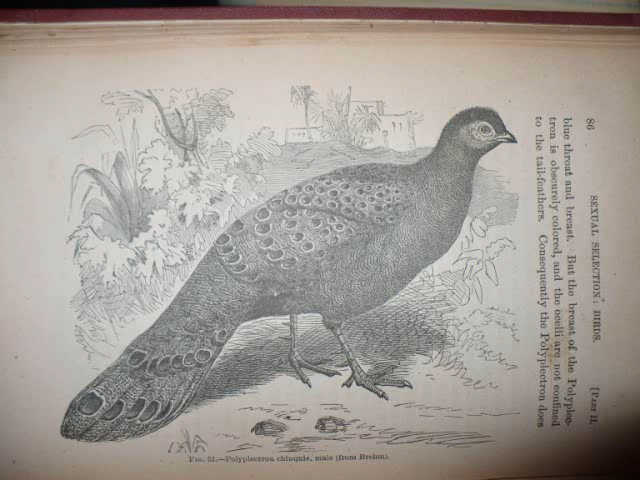 86 SEXUAL SELECTION: BIRDS. [PART II.
blue throat and breast. But the breast of the Polyplec-
tron is obscurely colored, and the ocelli are not confined
to the tail-feathers. Consequently the Polyplectron does
FIG. 51.—Polyplectron chinquis, male (from Brehm).